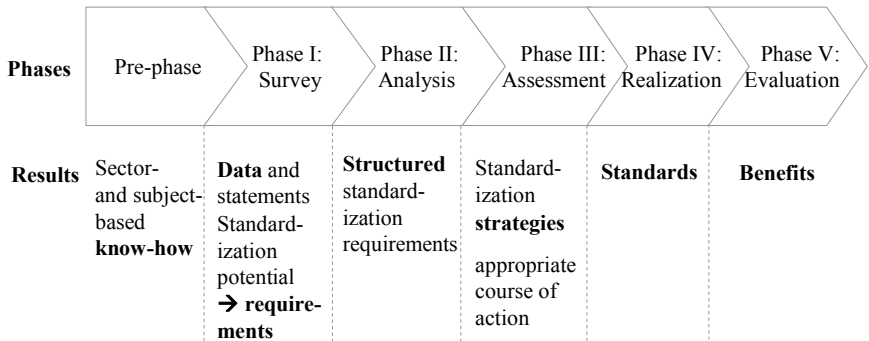 Phases
Pre-phase
Phase I:
Survey
Phase II:
Analysis
Phase III:
Assessment
Phase IV:
Realization
Phase V:
Evaluation
Results
Sector-
and subject-
based
know-how
Data and
statements
Standard-
ization
potential
→ require-
ments
Structured
standard-
ization
requirements
Standard-
ization
strategies
appropriate
course of
action
Standards
Benefits